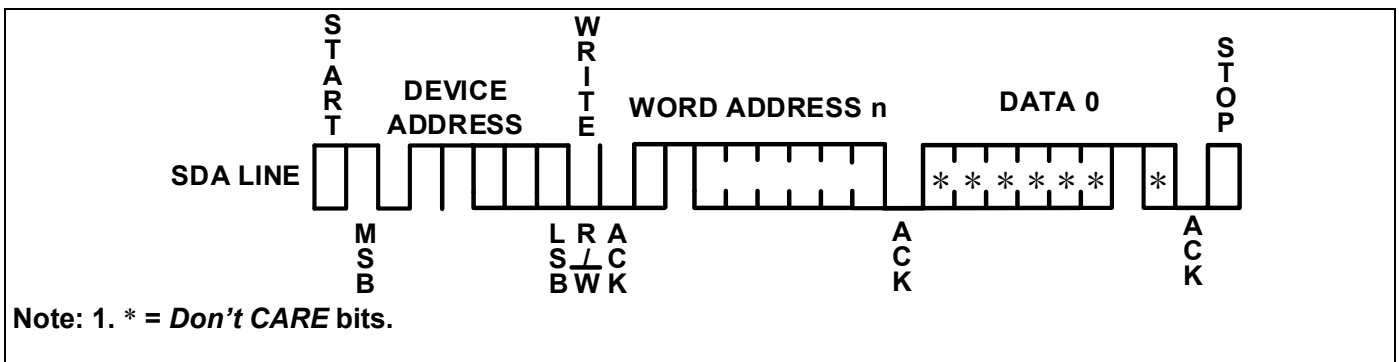 START
WRITE
STOP
DEVICE
ADDRESS
WORD ADDRESS n
DATA 0
SDA LINE
* * * * * * *
MSB
LSB
R/W
ACK
ACK
ACK
Note: 1. * = Don't CARE bits.